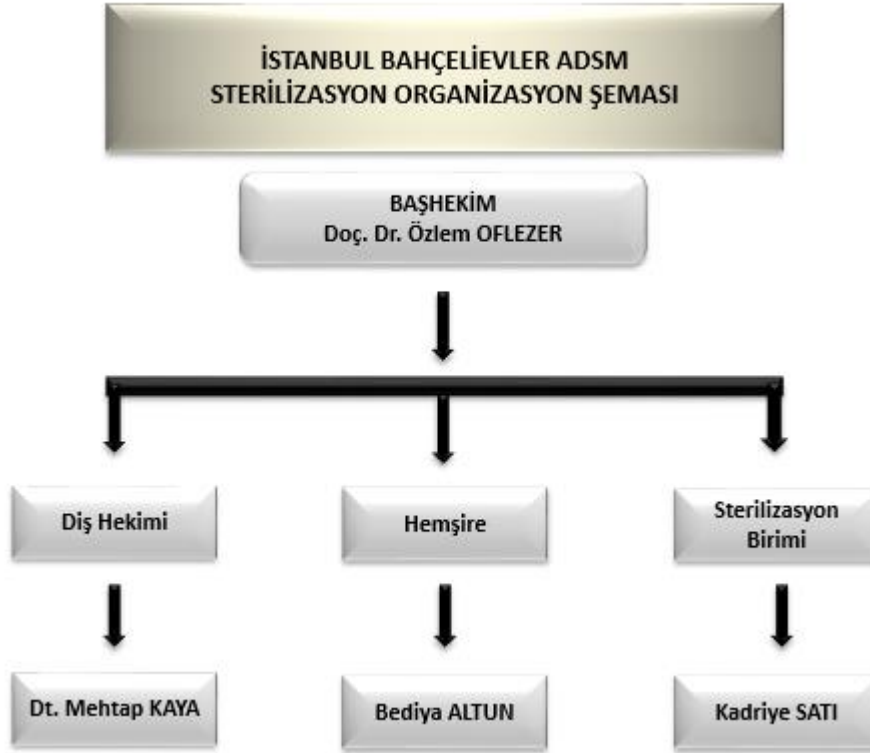 İSTANBUL BAHÇELİEVLER ADSM
STERİLİZASYON ORGANİZASYON ŞEMASI
BAŞHEKİM
Doç. Dr. Özlem OFLEZER
Diş Hekimi
Hemşire
Sterilizasyon
Birimi
Dt. Mehtap KAYA
Bediya ALTUN
Kadriye SATI